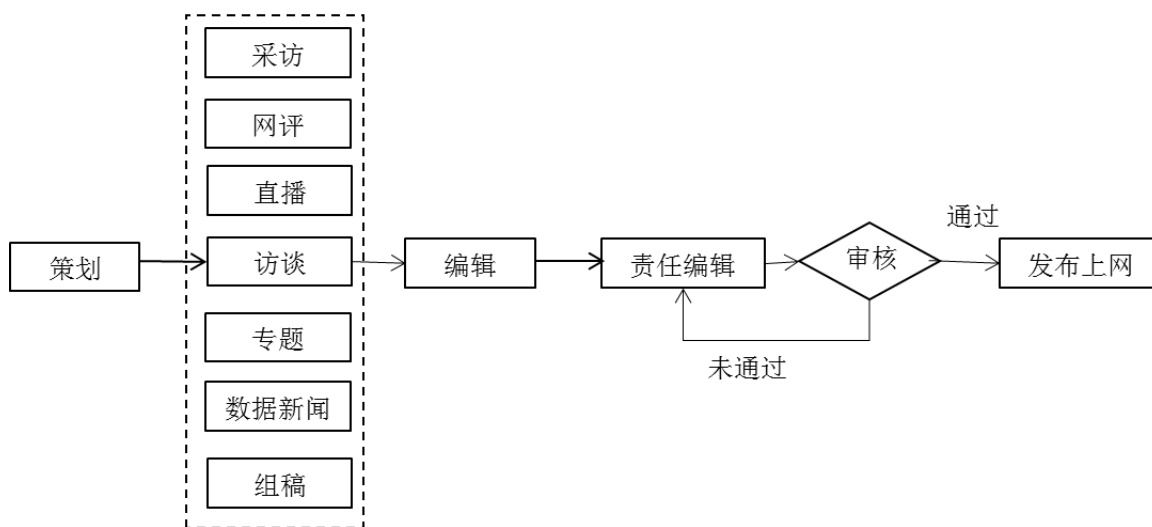 采访
网评
直播
策划
访谈
编辑
责任编辑
审核
通过
发布上网
未通过
专题
数据新闻
组稿